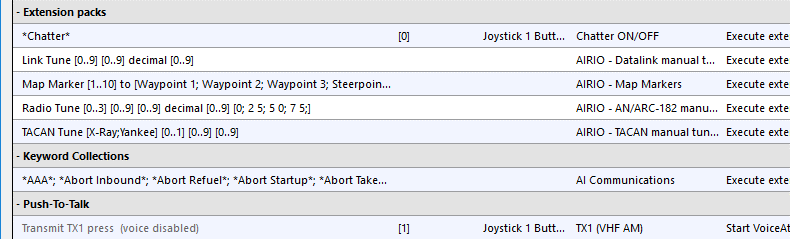 - Extension packs
*Chatter* [0] Joystick 1 Butt... Chatter ON/OFF Execute exte
Link Tune [0..9] [0..9] decimal [0..9] AIRIO - Datalink manual t... Execute exte
Map Marker [1..10] to [Waypoint 1; Waypoint 2; Waypoint 3; Steerpoin... AIRIO - Map Markers Execute exte
Radio Tune [0..3] [0..9] [0..9] decimal [0..9] [0; 2 5; 5 0; 7 5;] AIRIO - AN/ARC-182 manu... Execute exte
TACAN Tune [X-Ray;Yankee] [0..1] [0..9] [0..9] AIRIO - TACAN manual tun... Execute exte
- Keyword Collections
*AAA*; *Abort Inbound*; *Abort Refuel*; *Abort Startup*; *Abort Take... AI Communications Execute exte
- Push-To-Talk
Transmit TX1 press (voice disabled) [1] Joystick 1 Butt... TX1 (VHF AM) Start VoiceAt